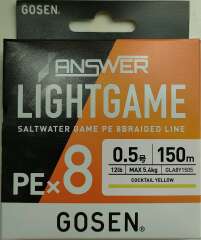 GOSEN®
ANSWER
LIGHTGAME
SALTWATER GAME PE 8BRAIDED LINE
PE×8
0.5号 150m
12lb MAX 5.4kg GLA8Y1505
COCKTAIL YELLOW
GOSEN®